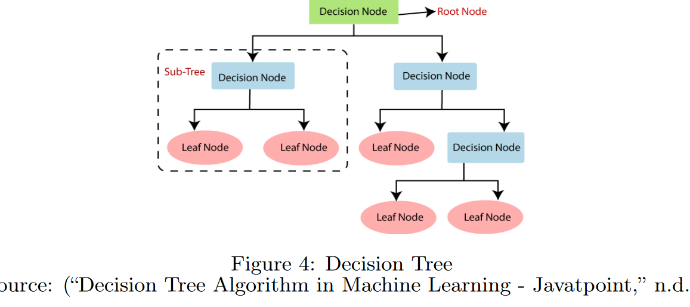 Decision Node
Root Node
Sub-Tree
Decision Node
Decision Node
Leaf Node
Leaf Node
Leaf Node
Decision Node
Leaf Node
Leaf Node
Figure 4: Decision Tree
ource: (“Decision Tree Algorithm in Machine Learning - Javatpoint,” n.d.